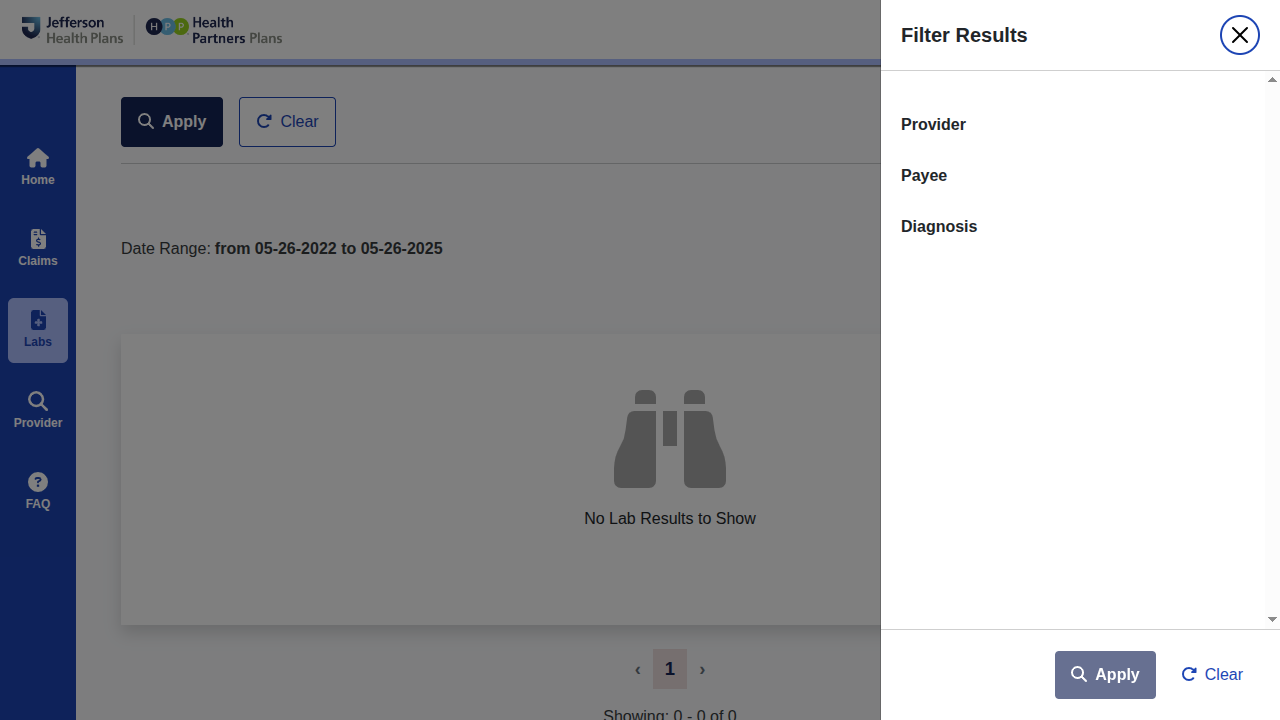 Jefferson
Health Plans
H P P
Health
Partners Plans
Filter Results
Home
Claims
Labs
Provider
FAQ
Apply
Clear
Date Range: from 05-26-2022 to 05-26-2025
No Lab Results to Show
‹ 1 ›
Showing: 0 - 0 of 0
Provider
Payee
Diagnosis
Apply
Clear